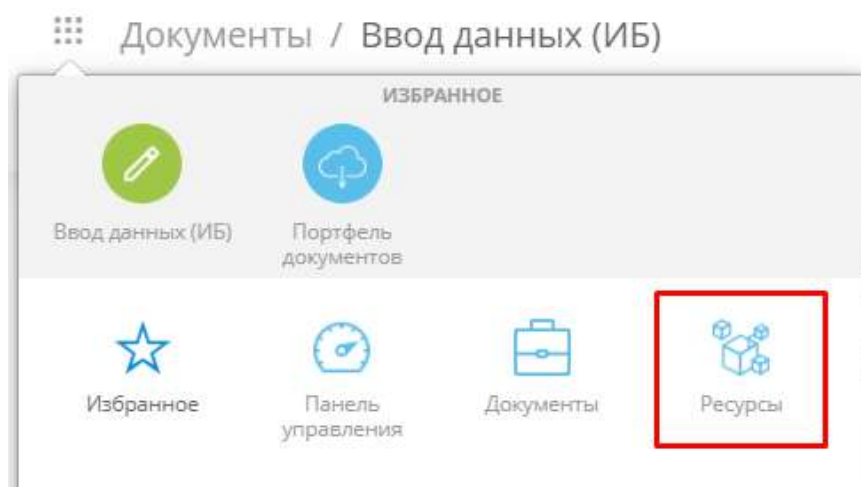 Документы / Ввод данных (ИБ)
ИЗБРАННОЕ
Ввод данных (ИБ)
Портфель
документов
Избранное
Панель
управления
Документы
Ресурсы